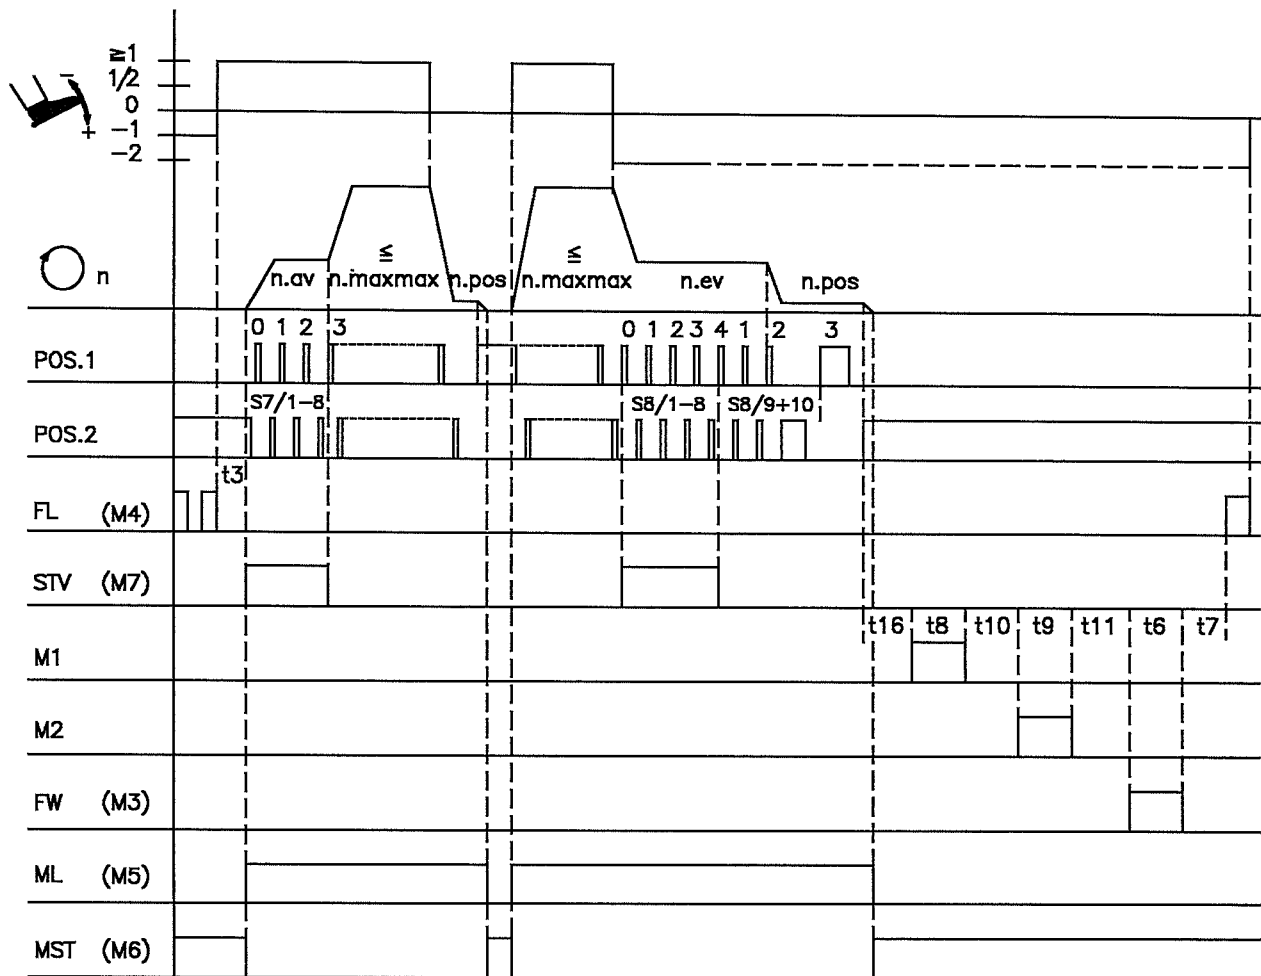 ≥1
1/2
0
−1
−2
−
+
n
n.av
≤
n.maxmax
n.pos
≤
n.maxmax
n.ev
n.pos
POS.1
0 1 2 3
0 1 2 3 4 1 2 3
POS.2
S7/1−8
S8/1−8
S8/9+10
t3
FL (M4)
STV (M7)
t16 t8 t10 t9 t11 t6 t7
M1
M2
FW (M3)
ML (M5)
MST (M6)